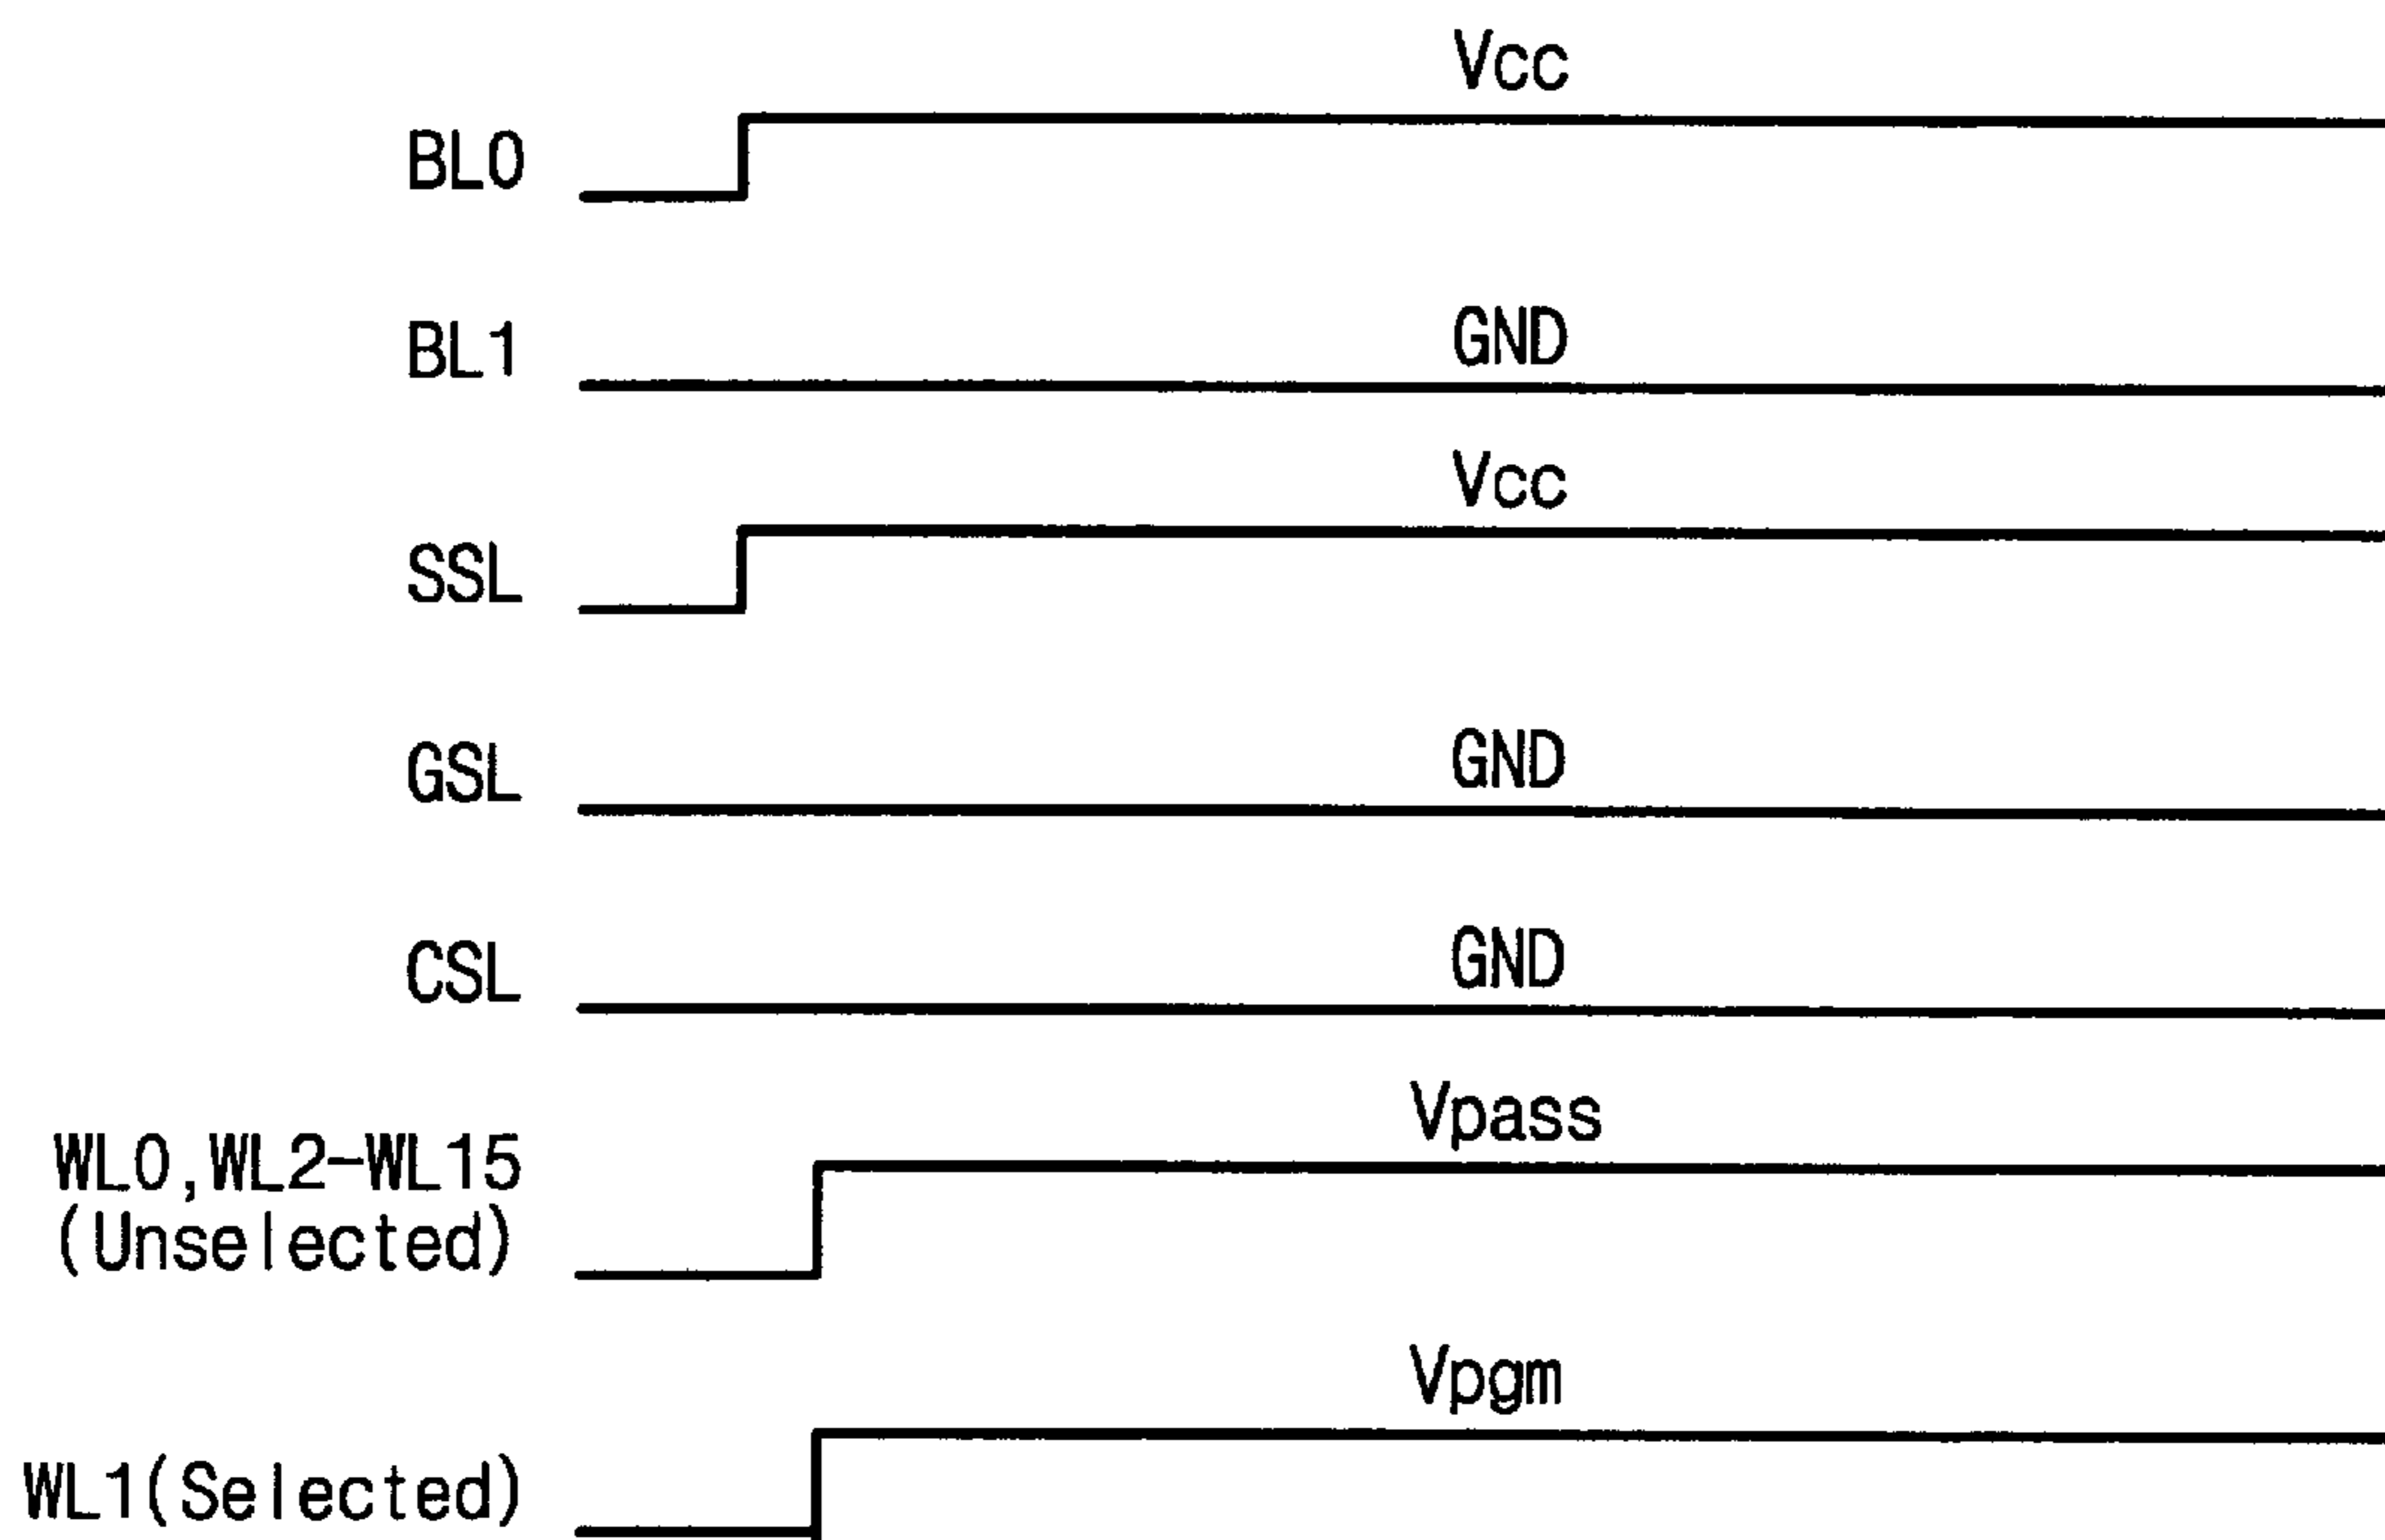 Vcc
BL0
GND
BL1
Vcc
SSL
GND
GSL
GND
CSL
Vpass
WL0,WL2-WL15
(Unselected)
Vpgm
WL1(Selected)